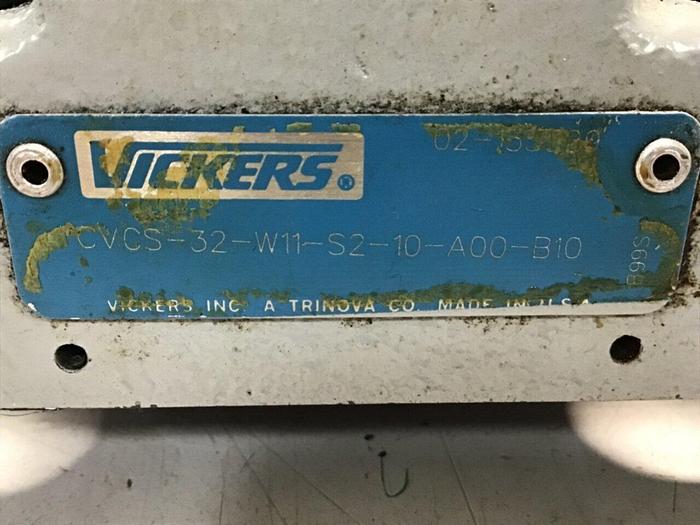 VICKERS®
CVCS-32-W11-S2-10-A00-B10
VICKERS INC. A TRINOVA CO. MADE IN U.S.A.